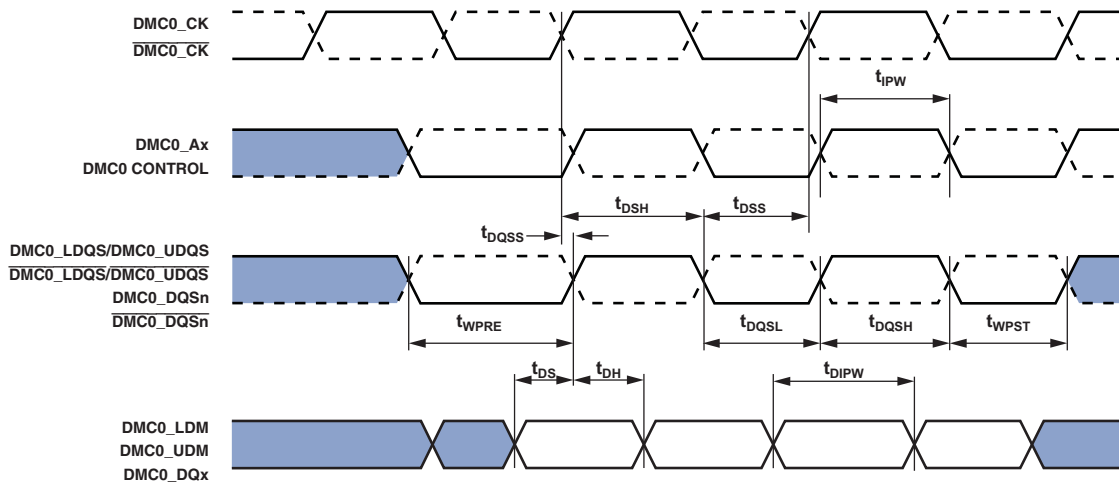 DMC0_CK
DMC0_CK
tIPW
DMC0_Ax
DMC0 CONTROL
tDSH
tDSS
tDQSS
DMC0_LDQS/DMC0_UDQS
DMC0_LDQS/DMC0_UDQS
DMC0_DQSn
DMC0_DQSn
tWPRE
tDQSL
tDQSH
tWPST
tDS
tDH
tDIPW
DMC0_LDM
DMC0_UDM
DMC0_DQx